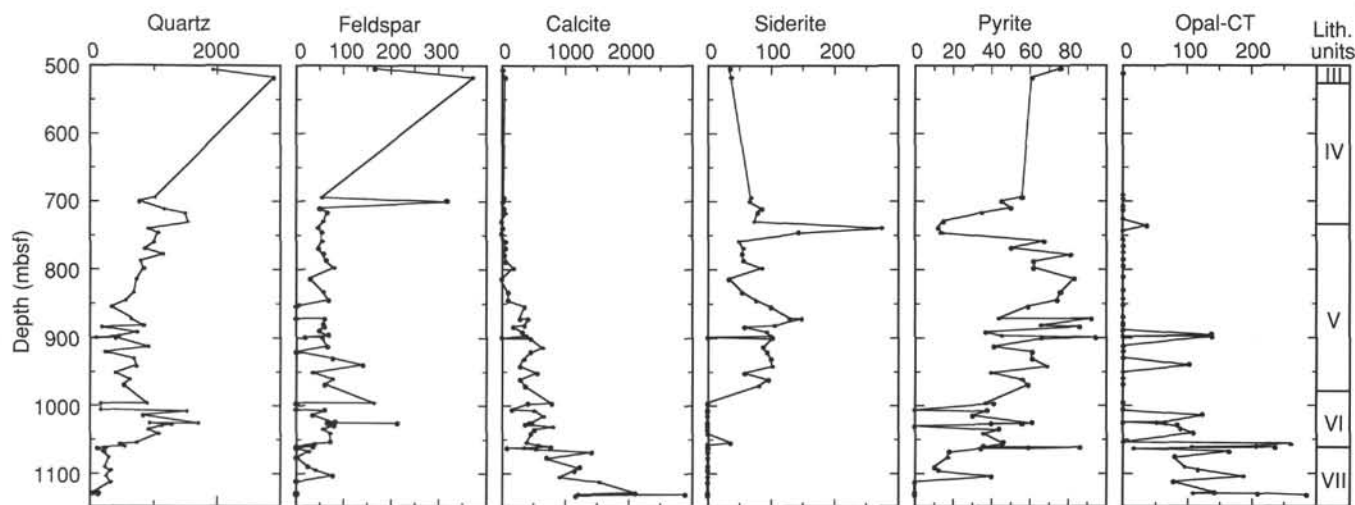 Quartz Feldspar Calcite Siderite Pyrite Opal-CT Lith.
units
0 2000 0 100 200 300 0 1000 2000 0 100 200 0 20 40 60 80 0 100 200
500 III
600
IV
700
800
Depth (mbsf)
900 V
1000
VI
1100 VII